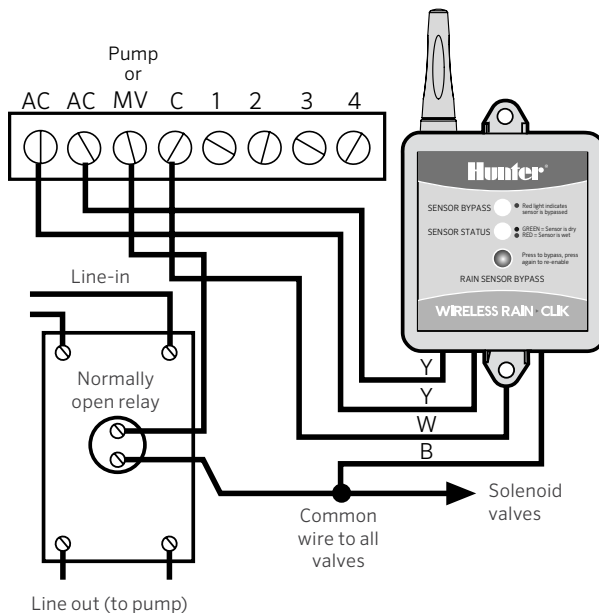 Pump
or
AC AC MV C 1 2 3 4
Hunter®
SENSOR BYPASS
Red light indicates
sensor is bypassed
SENSOR STATUS
GREEN = Sensor is dry
RED = Sensor is wet
Press to bypass, press
again to re-enable
RAIN SENSOR BYPASS
WIRELESS RAIN·CLIK
Line-in
Normally
open relay
Y
Y
W
B
Solenoid
valves
Common
wire to all
valves
Line out (to pump)